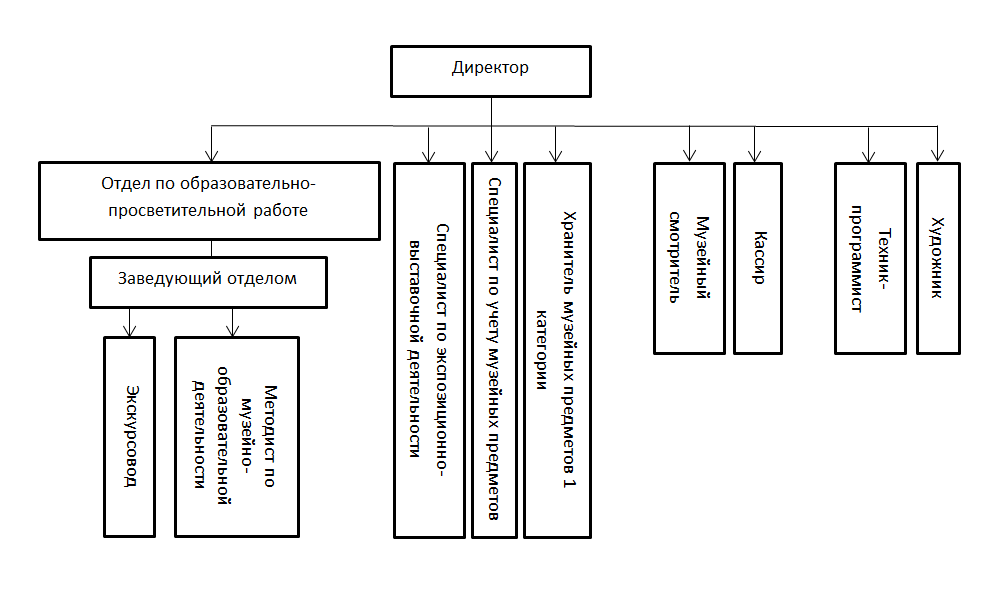 Директор
Отдел по образовательно-
просветительной работе
Заведующий отделом
Экскурсовод
Методист по
музейно-
образовательной
деятельности
Специалист по экспозиционно-
выставочной деятельности
Специалист по учету музейных предметов
Хранитель музейных предметов 1
категории
Музейный
смотритель
Кассир
Техник-
программист
Художник